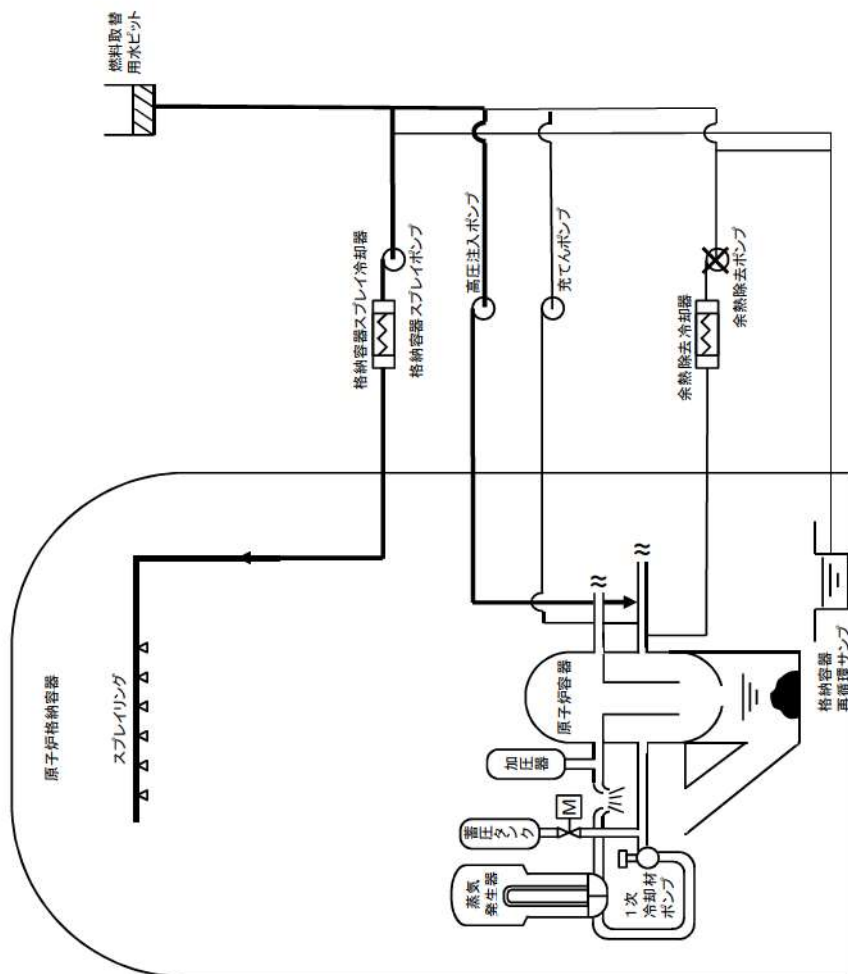 燃料取替
用水ピット
原子炉格納容器
スプレイリング
格納容器スプレイ冷却器
格納容器スプレイポンプ
高圧注入ポンプ
充てんポンプ
余熱除去冷却器
余熱除去ポンプ
原子炉容器
加圧器
蓄圧タンク
M
蒸気
発生器
1次
冷却材
ポンプ
格納容器
再循環サンプ